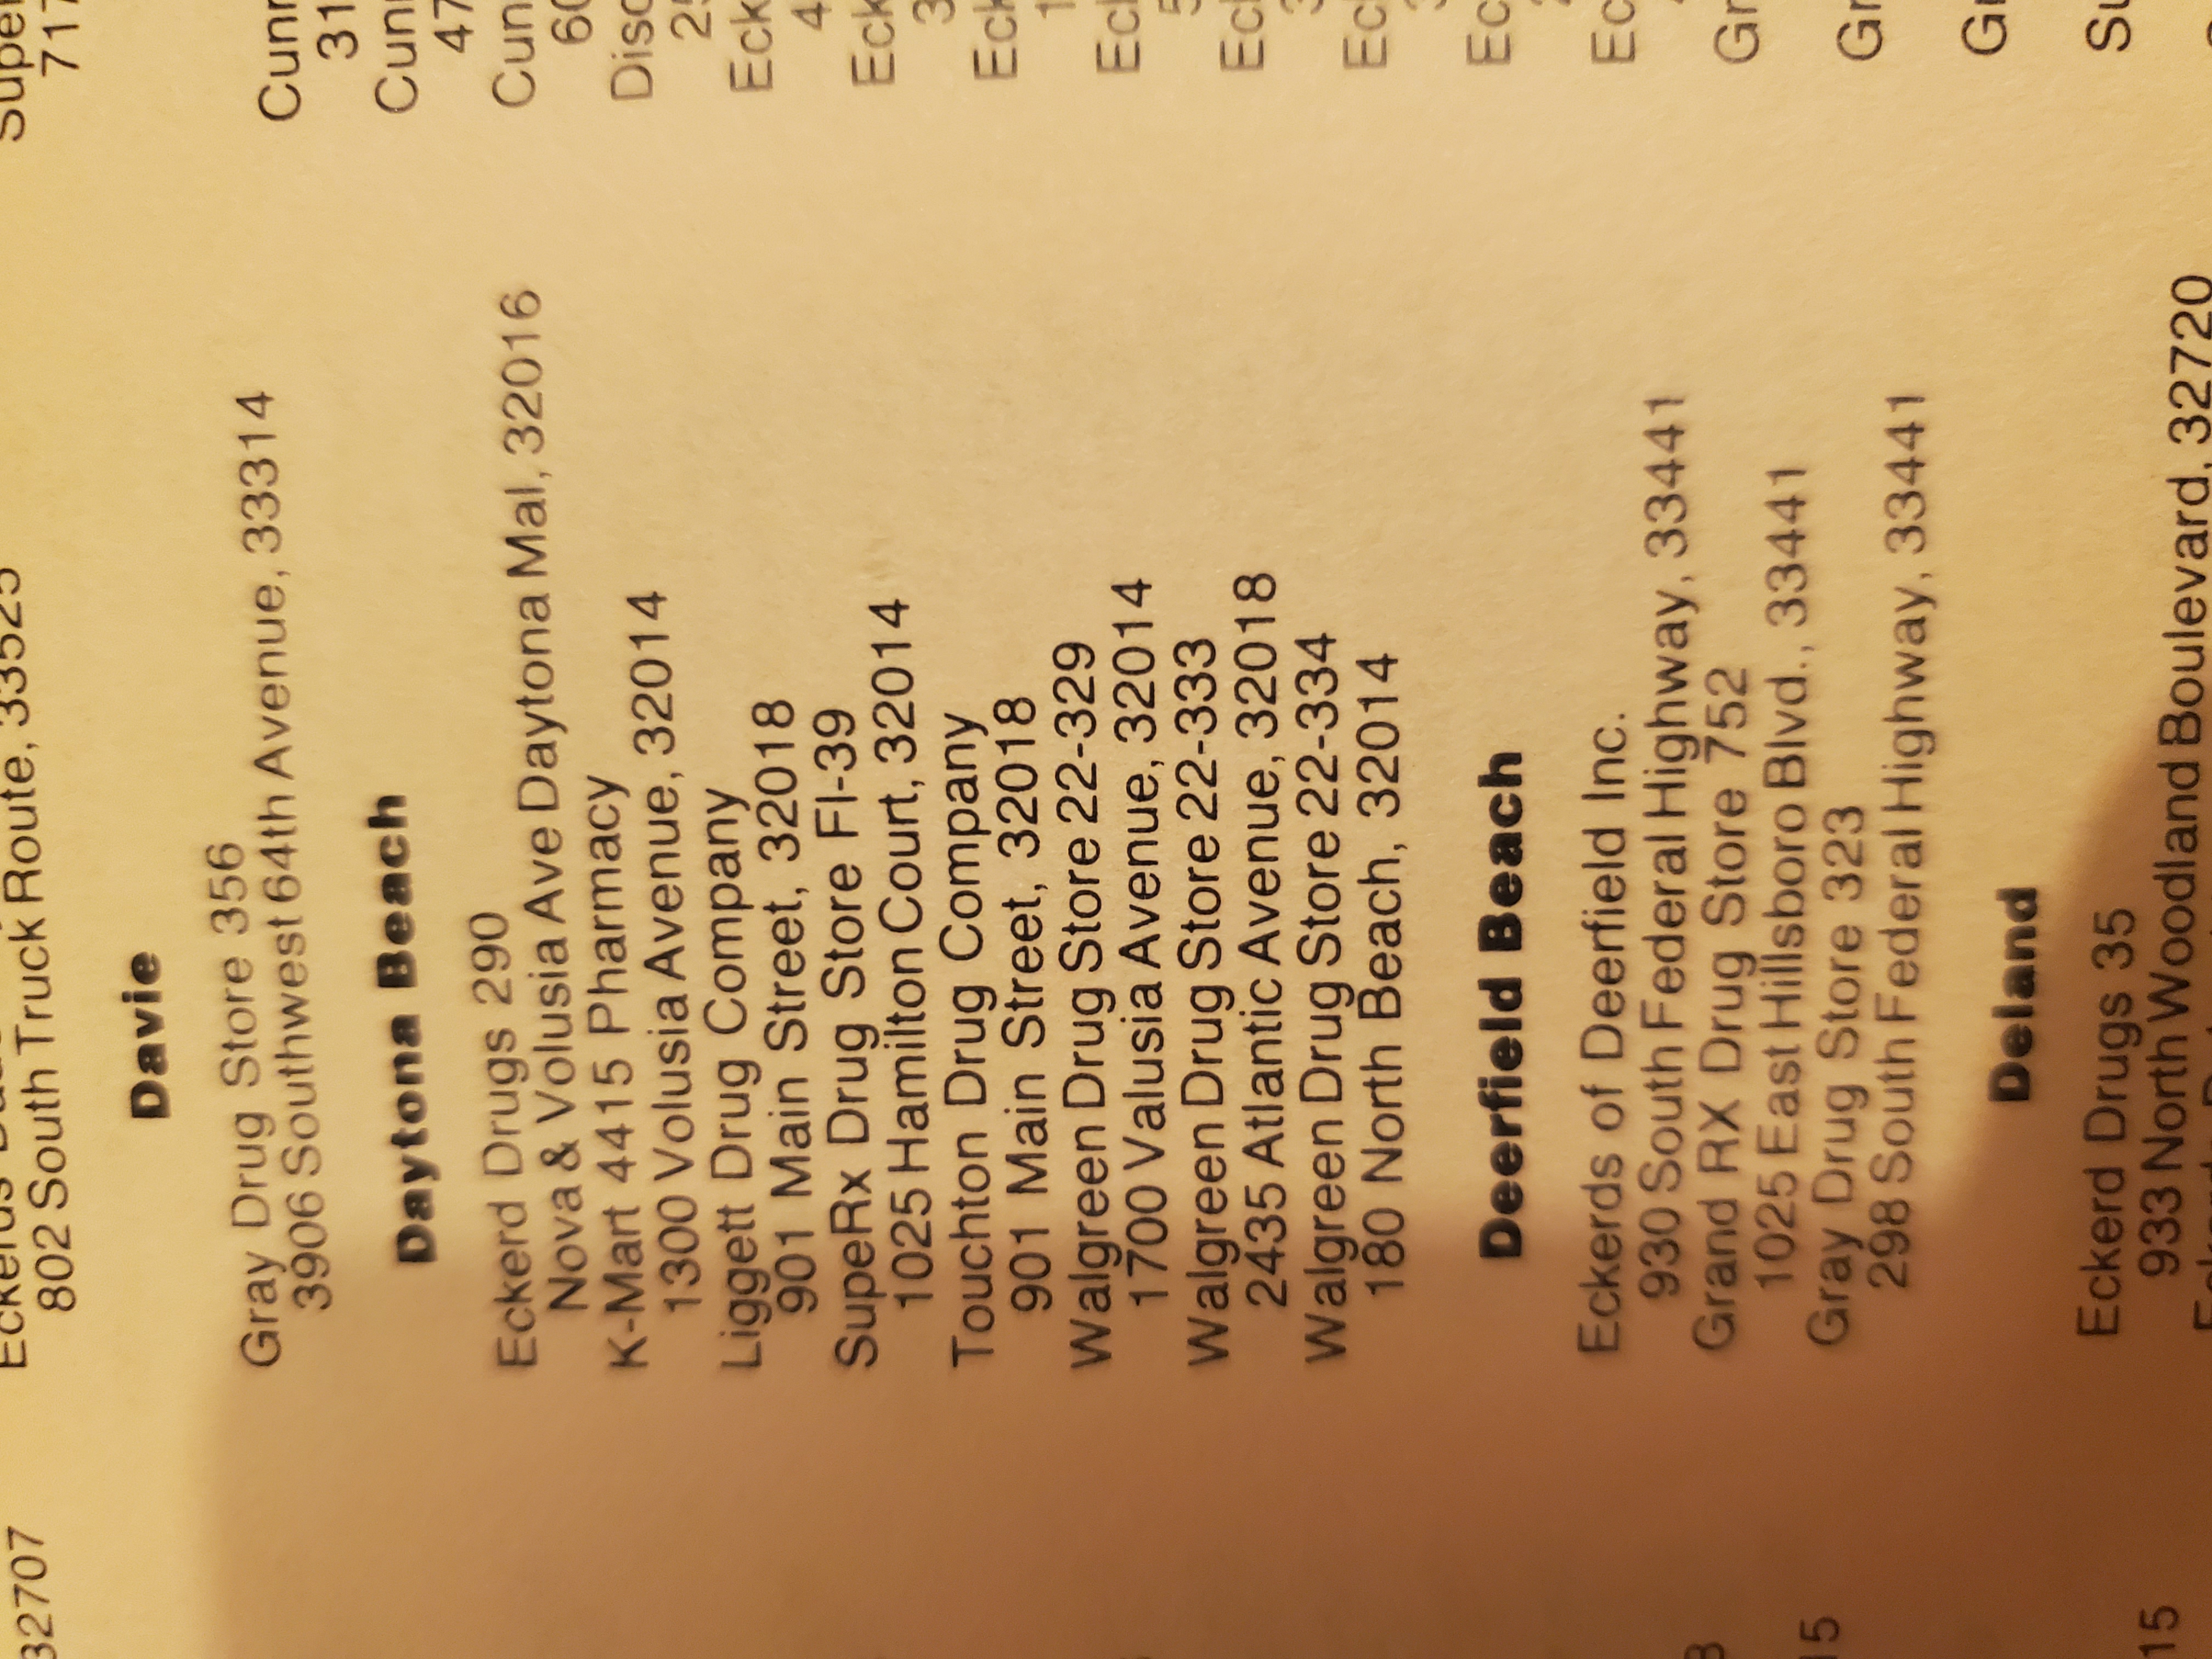 802 South Truck Route, 33525
Davie
Gray Drug Store 356
3906 Southwest 64th Avenue, 33314
Daytona Beach
Eckerd Drugs 290
Nova & Volusia Ave Daytona Mal, 32016
K-Mart 4415 Pharmacy
1300 Volusia Avenue, 32014
Liggett Drug Company
901 Main Street, 32018
SupeRx Drug Store Fl-39
1025 Hamilton Court, 32014
Touchton Drug Company
901 Main Street, 32018
Walgreen Drug Store 22-329
1700 Valusia Avenue, 32014
Walgreen Drug Store 22-333
2435 Atlantic Avenue, 32018
Walgreen Drug Store 22-334
180 North Beach, 32014
Deerfield Beach
Eckerds of Deerfield Inc.
930 South Federal Highway, 33441
Grand RX Drug Store 752
1025 East Hillsboro Blvd., 33441
Gray Drug Store 323
298 South Federal Highway, 33441
Deland
Eckerd Drugs 35
933 North Woodland Boulevard, 32720